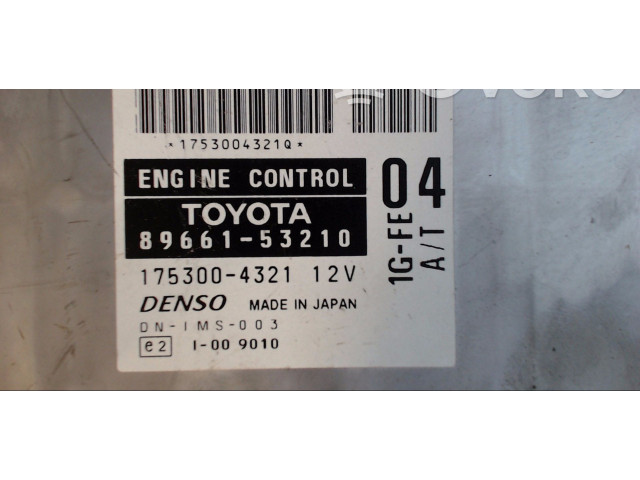 *1753004321Q*
ENGINE CONTROL
TOYOTA
89661-53210
04
1G-FE
A/T
175300-4321 12V
DENSO MADE IN JAPAN
DN-IMS-003
e2 I-00 9010